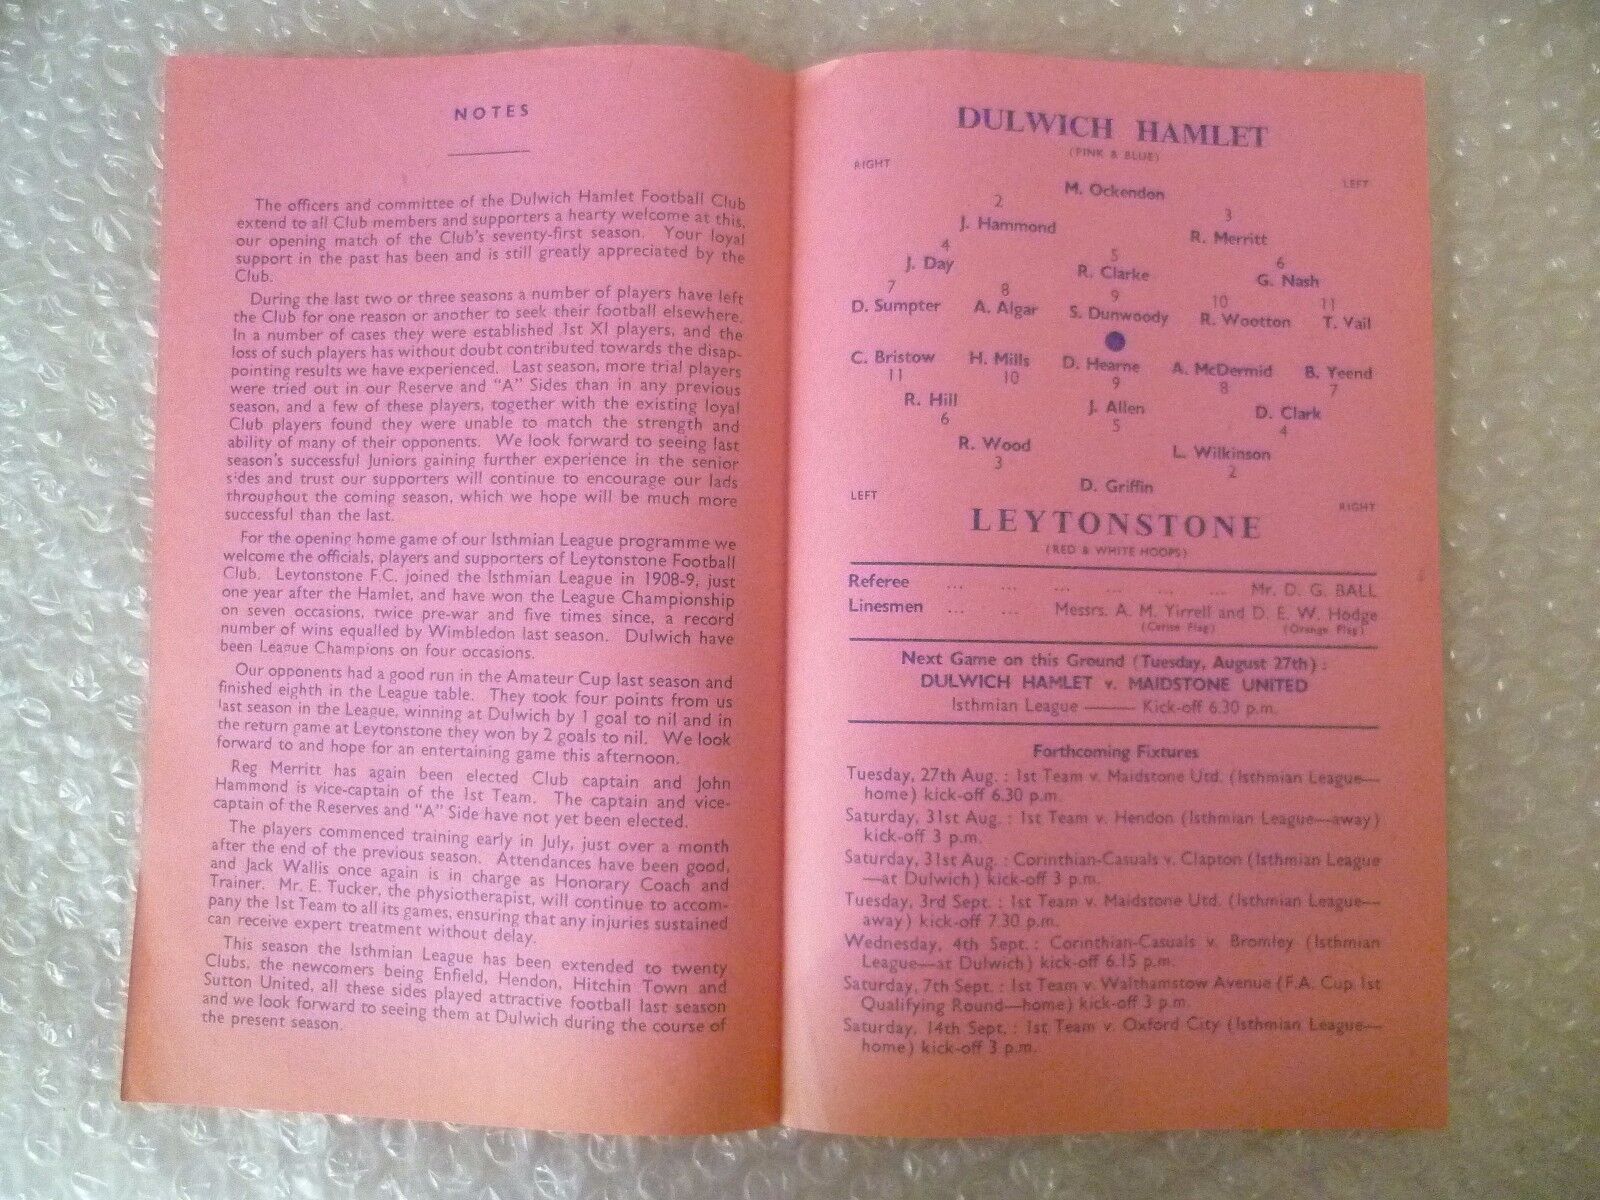 NOTES
The officers and committee of the Dulwich Hamlet Football Club
extend to all Club members and supporters a hearty welcome at this,
our opening match of the Club's seventy-first season. Your loyal
support in the past has been and is still greatly appreciated by the
Club.
During the last two or three seasons a number of players have left
the Club for one reason or another to seek their football elsewhere.
In a number of cases they were established 1st XI players, and the
loss of such players has without doubt contributed towards the disap-
pointing results we have experienced. Last season, more trial players
were tried out in our Reserve and "A" Sides than in any previous
season, and a few of these players, together with the existing loyal
Club players found they were unable to match the strength and
ability of many of their opponents. We look forward to seeing last
season's successful Juniors gaining further experience in the senior
sides and trust our supporters will continue to encourage our lads
throughout the coming season, which we hope will be much more
successful than the last.
For the opening home game of our Isthmian League programme we
welcome the officials, players and supporters of Leytonstone Football
Club. Leytonstone F.C. joined the Isthmian League in 1908-9, just
one year after the Hamlet, and have won the League Championship
on seven occasions, twice pre-war and five times since, a record
number of wins equalled by Wimbledon last season. Dulwich have
been League Champions on four occasions.
Our opponents had a good run in the Amateur Cup last season and
finished eighth in the League table. They took four points from us
last season in the League, winning at Dulwich by 1 goal to nil and in
the return game at Leytonstone they won by 2 goals to nil. We look
forward to and hope for an entertaining game this afternoon.
Reg Merritt has again been elected Club captain and John
Hammond is vice-captain of the 1st Team. The captain and vice-
captain of the Reserves and "A" Side have not yet been elected.
The players commenced training early in July, just over a month
after the end of the previous season. Attendances have been good,
and Jack Wallis once again is in charge as Honorary Coach and
Trainer. Mr. E. Tucker, the physiotherapist, will continue to accom-
pany the 1st Team to all its games, ensuring that any injuries sustained
can receive expert treatment without delay.
This season the Isthmian League has been extended to twenty
Clubs, the newcomers being Enfield, Hendon, Hitchin Town and
Sutton United, all these sides played attractive football last season
and we look forward to seeing them at Dulwich during the course of
the present season.
DULWICH HAMLET
(PINK & BLUE)
RIGHT LEFT
M. Ockendon
2 3
J. Hammond R. Merritt
4 5 6
J. Day R. Clarke G. Nash
7 8 9 10 11
D. Sumpter A. Algar S. Dunwoody R. Wootton T. Vail
C. Bristow H. Mills D. Hearne A. McDermid B. Yeend
11 10 9 8 7
R. Hill J. Allen D. Clark
6 5 4
R. Wood L. Wilkinson
3 2
D. Griffin
LEFT RIGHT
LEYTONSTONE
(RED & WHITE HOOPS)
Referee ... ... ... ... ... ... Mr. D. G. BALL
Linesmen ... ... Messrs. A. M. Yirrell and D. E. W. Hodge
(Cerise Flag) (Orange Flag)
Next Game on this Ground (Tuesday, August 27th) :
DULWICH HAMLET v. MAIDSTONE UNITED
Isthmian League —— Kick-off 6.30 p.m.
Forthcoming Fixtures
Tuesday, 27th Aug. : 1st Team v. Maidstone Utd. (Isthmian League—
home) kick-off 6.30 p.m.
Saturday, 31st Aug. : 1st Team v. Hendon (Isthmian League—away)
kick-off 3 p.m.
Saturday, 31st Aug. : Corinthian-Casuals v. Clapton (Isthmian League
—at Dulwich) kick-off 3 p.m.
Tuesday, 3rd Sept. : 1st Team v. Maidstone Utd. (Isthmian League—
away) kick-off 7.30 p.m.
Wednesday, 4th Sept. : Corinthian-Casuals v. Bromley (Isthmian
League—at Dulwich) kick-off 6.15 p.m.
Saturday, 7th Sept. : 1st Team v. Walthamstow Avenue (F.A. Cup 1st
Qualifying Round—home) kick-off 3 p.m.
Saturday, 14th Sept. : 1st Team v. Oxford City (Isthmian League—
home) kick-off 3 p.m.